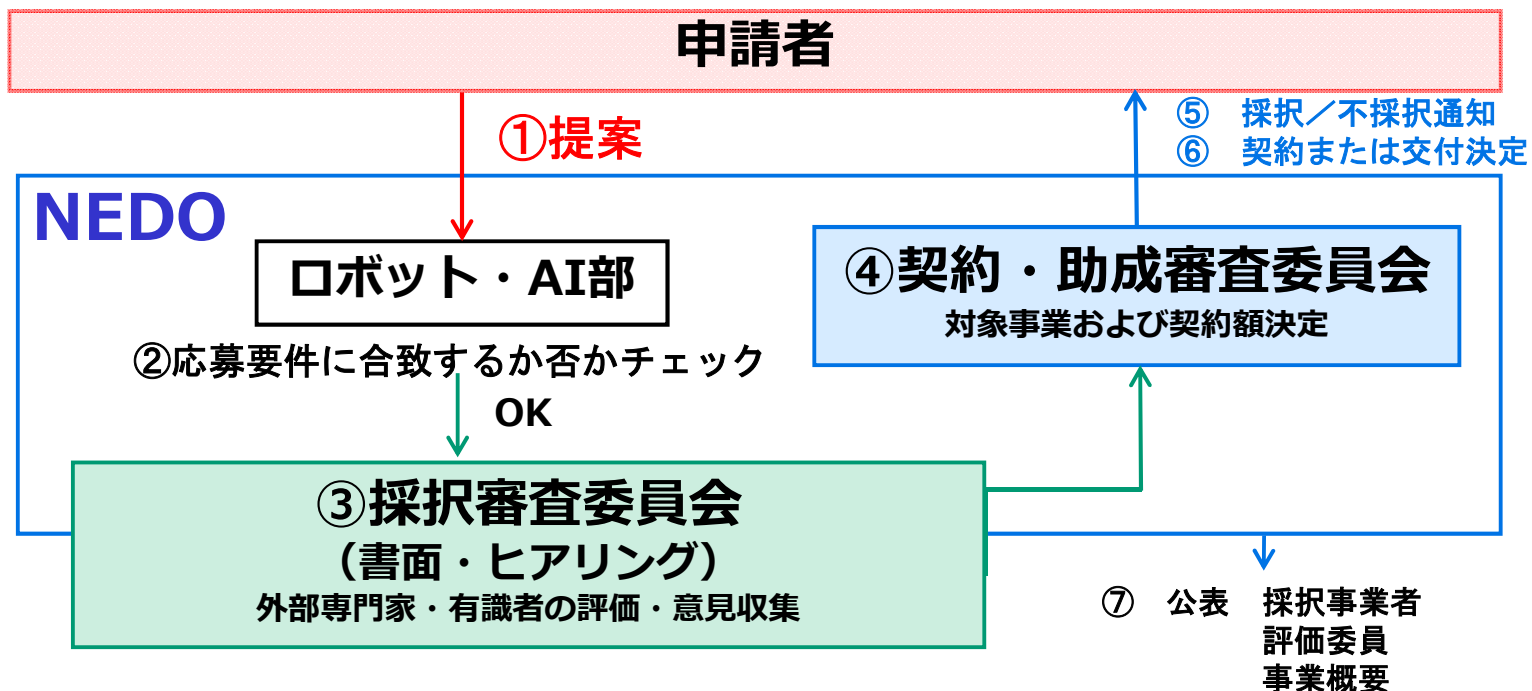 申請者
①提案
⑤　採択／不採択通知
⑥　契約または交付決定
NEDO
ロボット・AI部
④契約・助成審査委員会
対象事業および契約額決定
②応募要件に合致するか否かチェック
OK
③採択審査委員会
（書面・ヒアリング）
外部専門家・有識者の評価・意見収集
⑦　公表　採択事業者
評価委員
事業概要